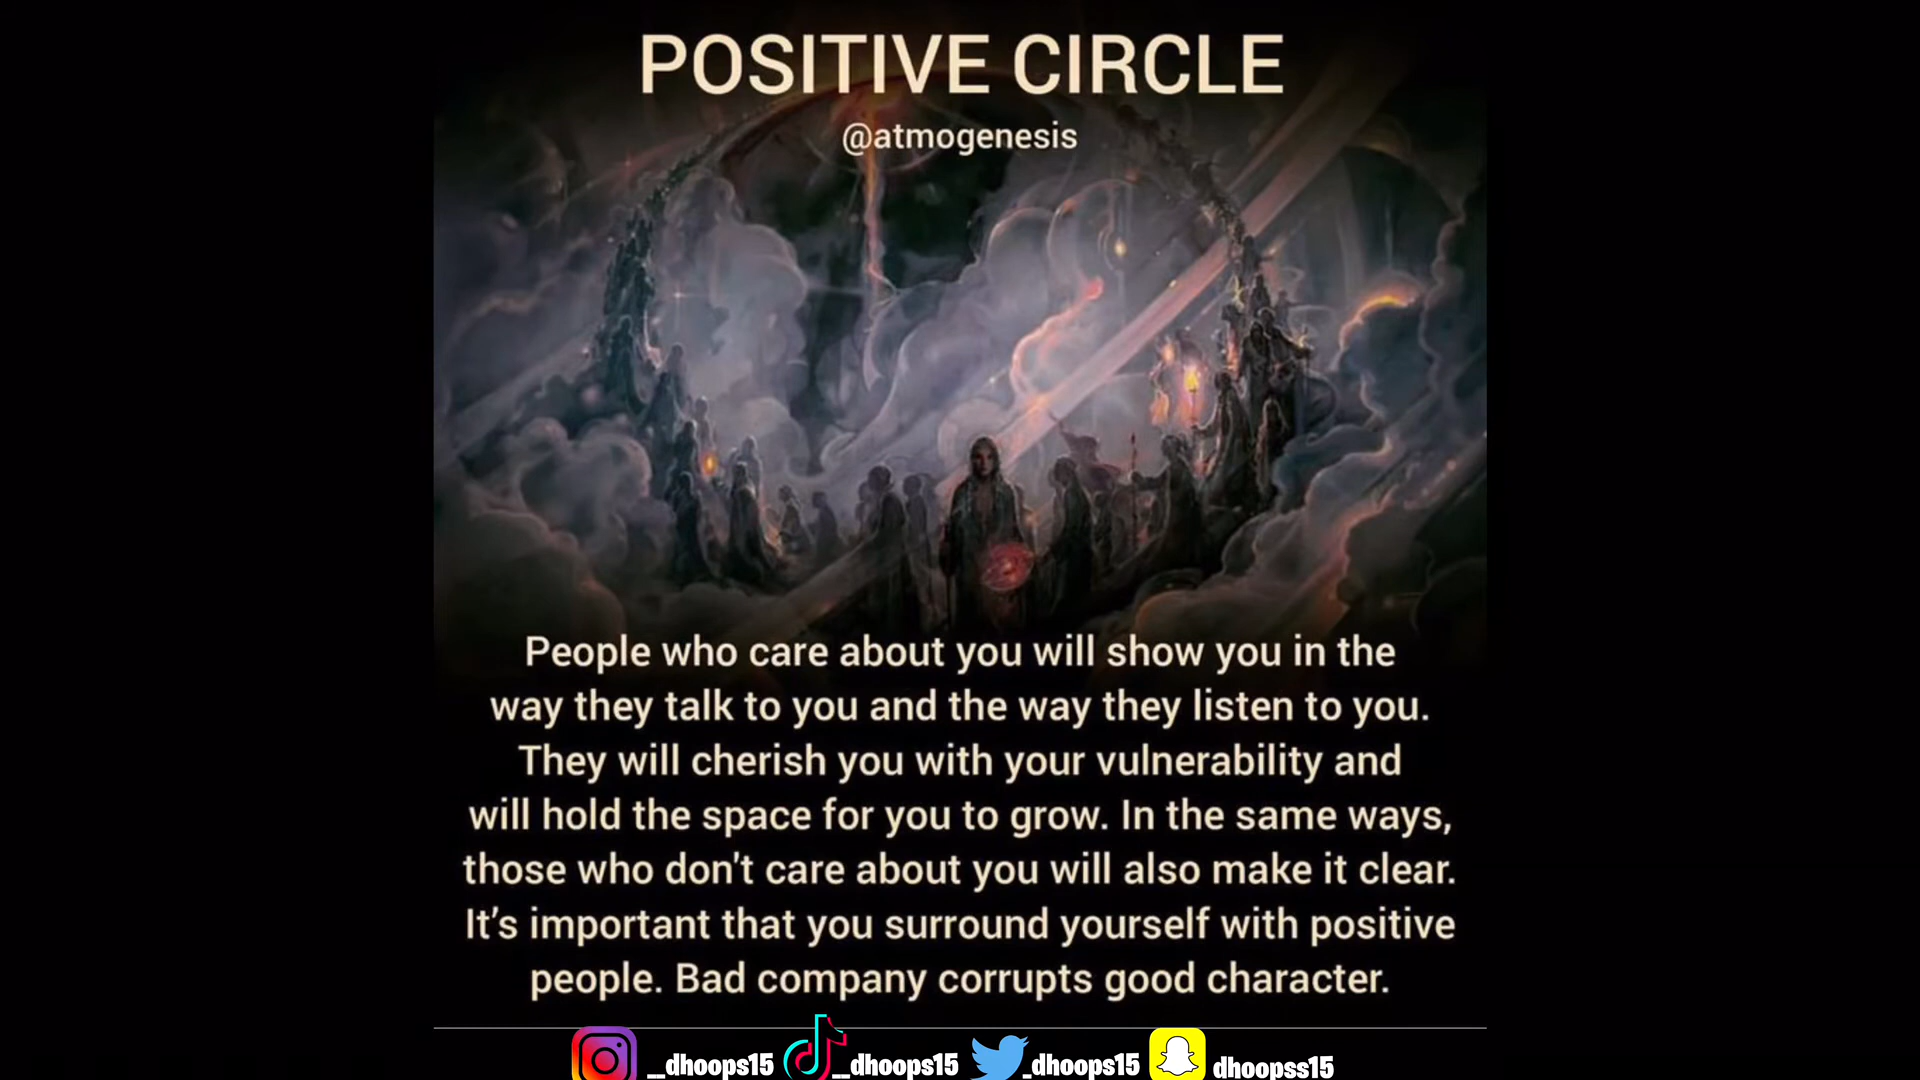 POSITIVE CIRCLE
@atmogenesis
People who care about you will show you in the
way they talk to you and the way they listen to you.
They will cherish you with your vulnerability and
will hold the space for you to grow. In the same ways,
those who don't care about you will also make it clear.
It’s important that you surround yourself with positive
people. Bad company corrupts good character.
__dhoops15 __dhoops15 _dhoops15 dhoopss15